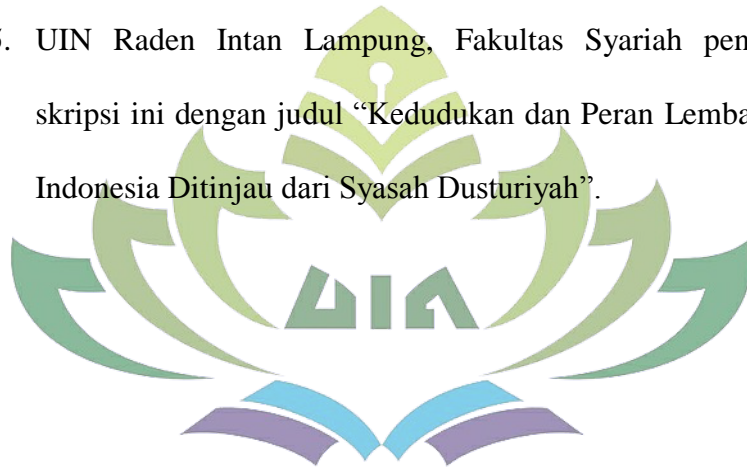 . UIN Raden Intan Lampung, Fakultas Syariah pen
skripsi ini dengan judul “Kedudukan dan Peran Lemba
Indonesia Ditinjau dari Syasah Dusturiyah”.
UIN